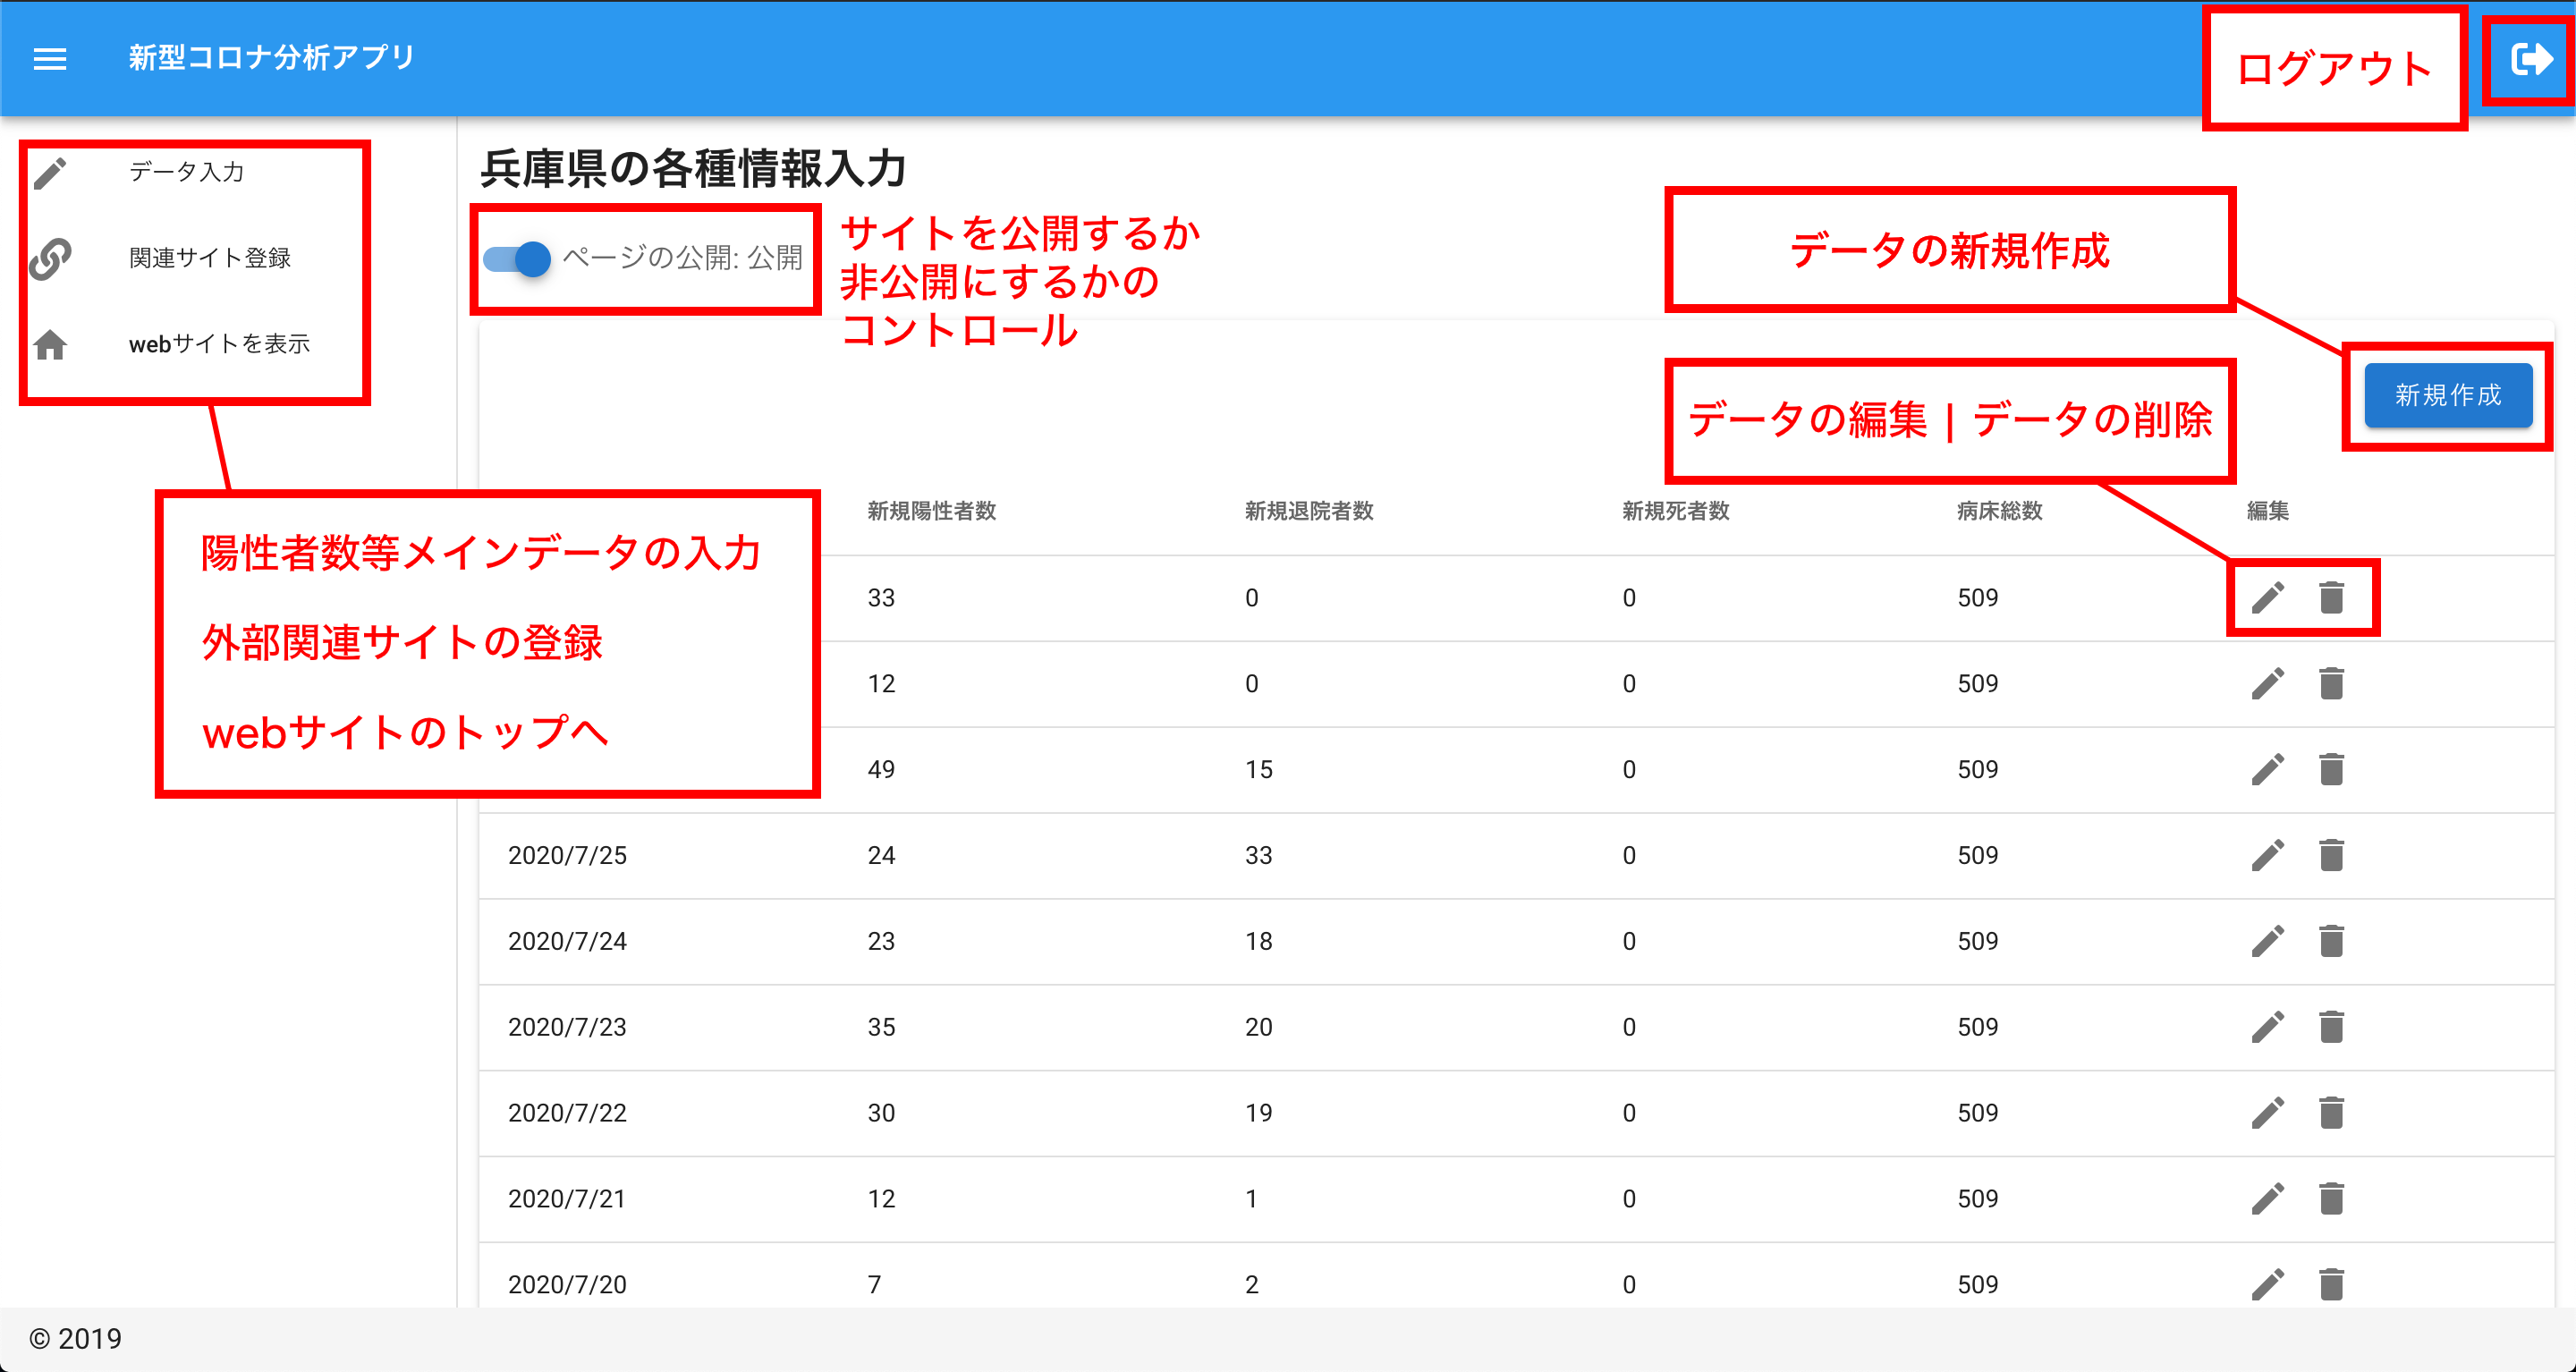 新型コロナ分析アプリ
ログアウト
データ入力
関連サイト登録
webサイトを表示
兵庫県の各種情報入力
ページの公開: 公開
サイトを公開するか
非公開にするかの
コントロール
データの新規作成
新規作成
データの編集 | データの削除
陽性者数等メインデータの入力
外部関連サイトの登録
webサイトのトップへ
新規陽性者数 新規退院者数 新規死者数 病床総数 編集
33 0 0 509
12 0 0 509
49 15 0 509
2020/7/25 24 33 0 509
2020/7/24 23 18 0 509
2020/7/23 35 20 0 509
2020/7/22 30 19 0 509
2020/7/21 12 1 0 509
2020/7/20 7 2 0 509
© 2019